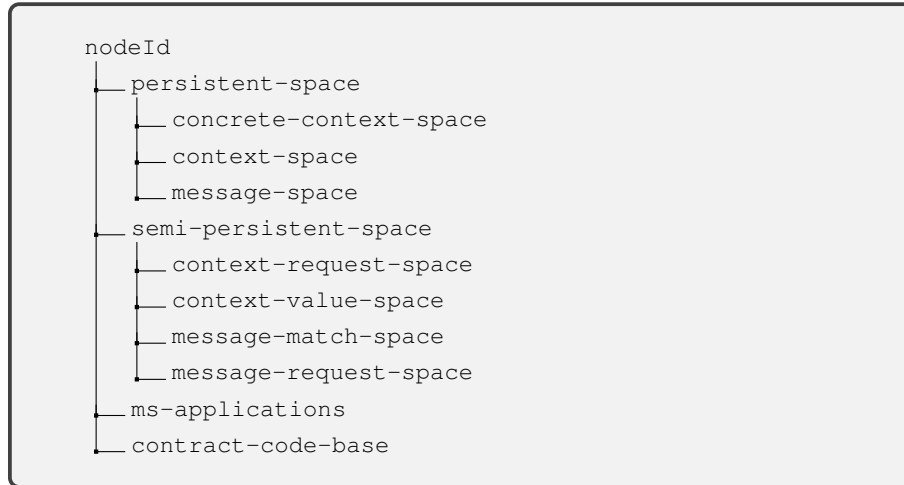 nodeId
persistent-space
concrete-context-space
context-space
message-space
semi-persistent-space
context-request-space
context-value-space
message-match-space
message-request-space
ms-applications
contract-code-base